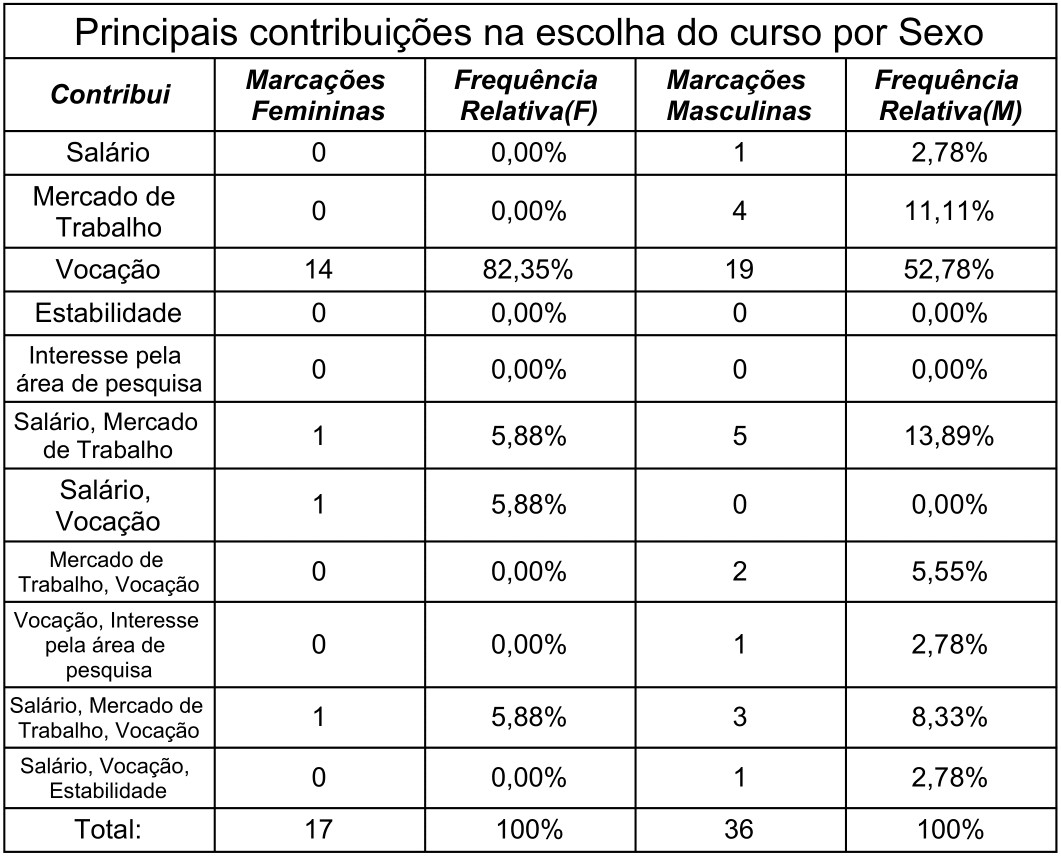 Principais contribuições na escolha do curso por Sexo
Contribui Marcações Femininas Frequência Relativa(F) Marcações Masculinas Frequência Relativa(M)
Salário 0 0,00% 1 2,78%
Mercado de Trabalho 0 0,00% 4 11,11%
Vocação 14 82,35% 19 52,78%
Estabilidade 0 0,00% 0 0,00%
Interesse pela área de pesquisa 0 0,00% 0 0,00%
Salário, Mercado de Trabalho 1 5,88% 5 13,89%
Salário, Vocação 1 5,88% 0 0,00%
Mercado de Trabalho, Vocação 0 0,00% 2 5,55%
Vocação, Interesse pela área de pesquisa 0 0,00% 1 2,78%
Salário, Mercado de Trabalho, Vocação 1 5,88% 3 8,33%
Salário, Vocação, Estabilidade 0 0,00% 1 2,78%
Total: 17 100% 36 100%